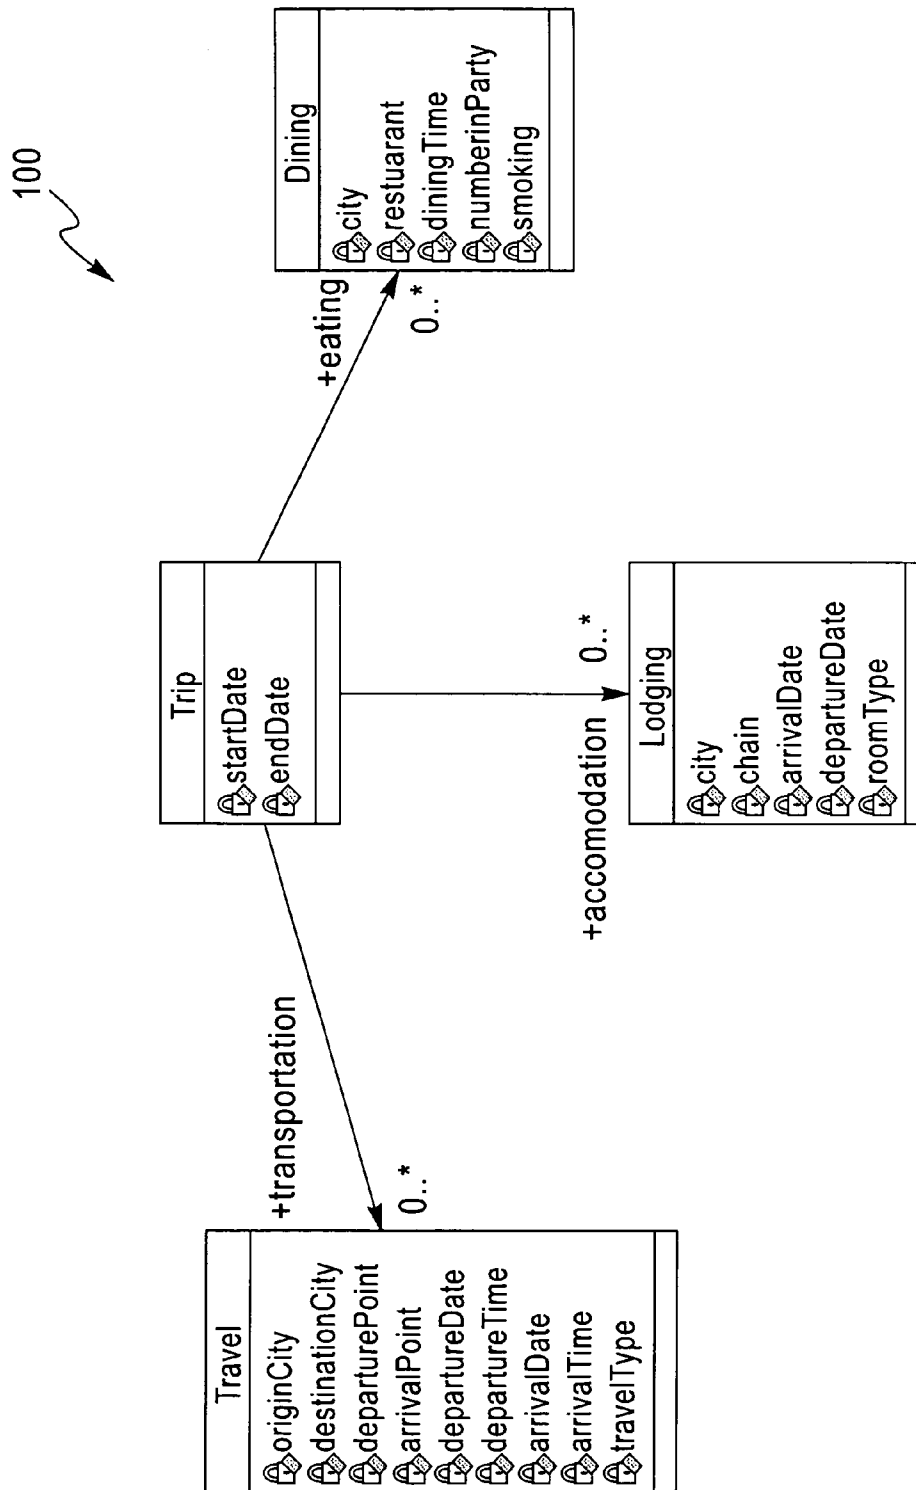 100
Travel
originCity
destinationCity
departurePoint
arrivalPoint
departureDate
departureTime
arrivalDate
arrivalTime
travelType
+transportation
0..*
Trip
startDate
endDate
+accomodation
0..*
Lodging
city
chain
arrivalDate
departureDate
roomType
+eating
0..*
Dining
city
restuarant
diningTime
numberinParty
smoking